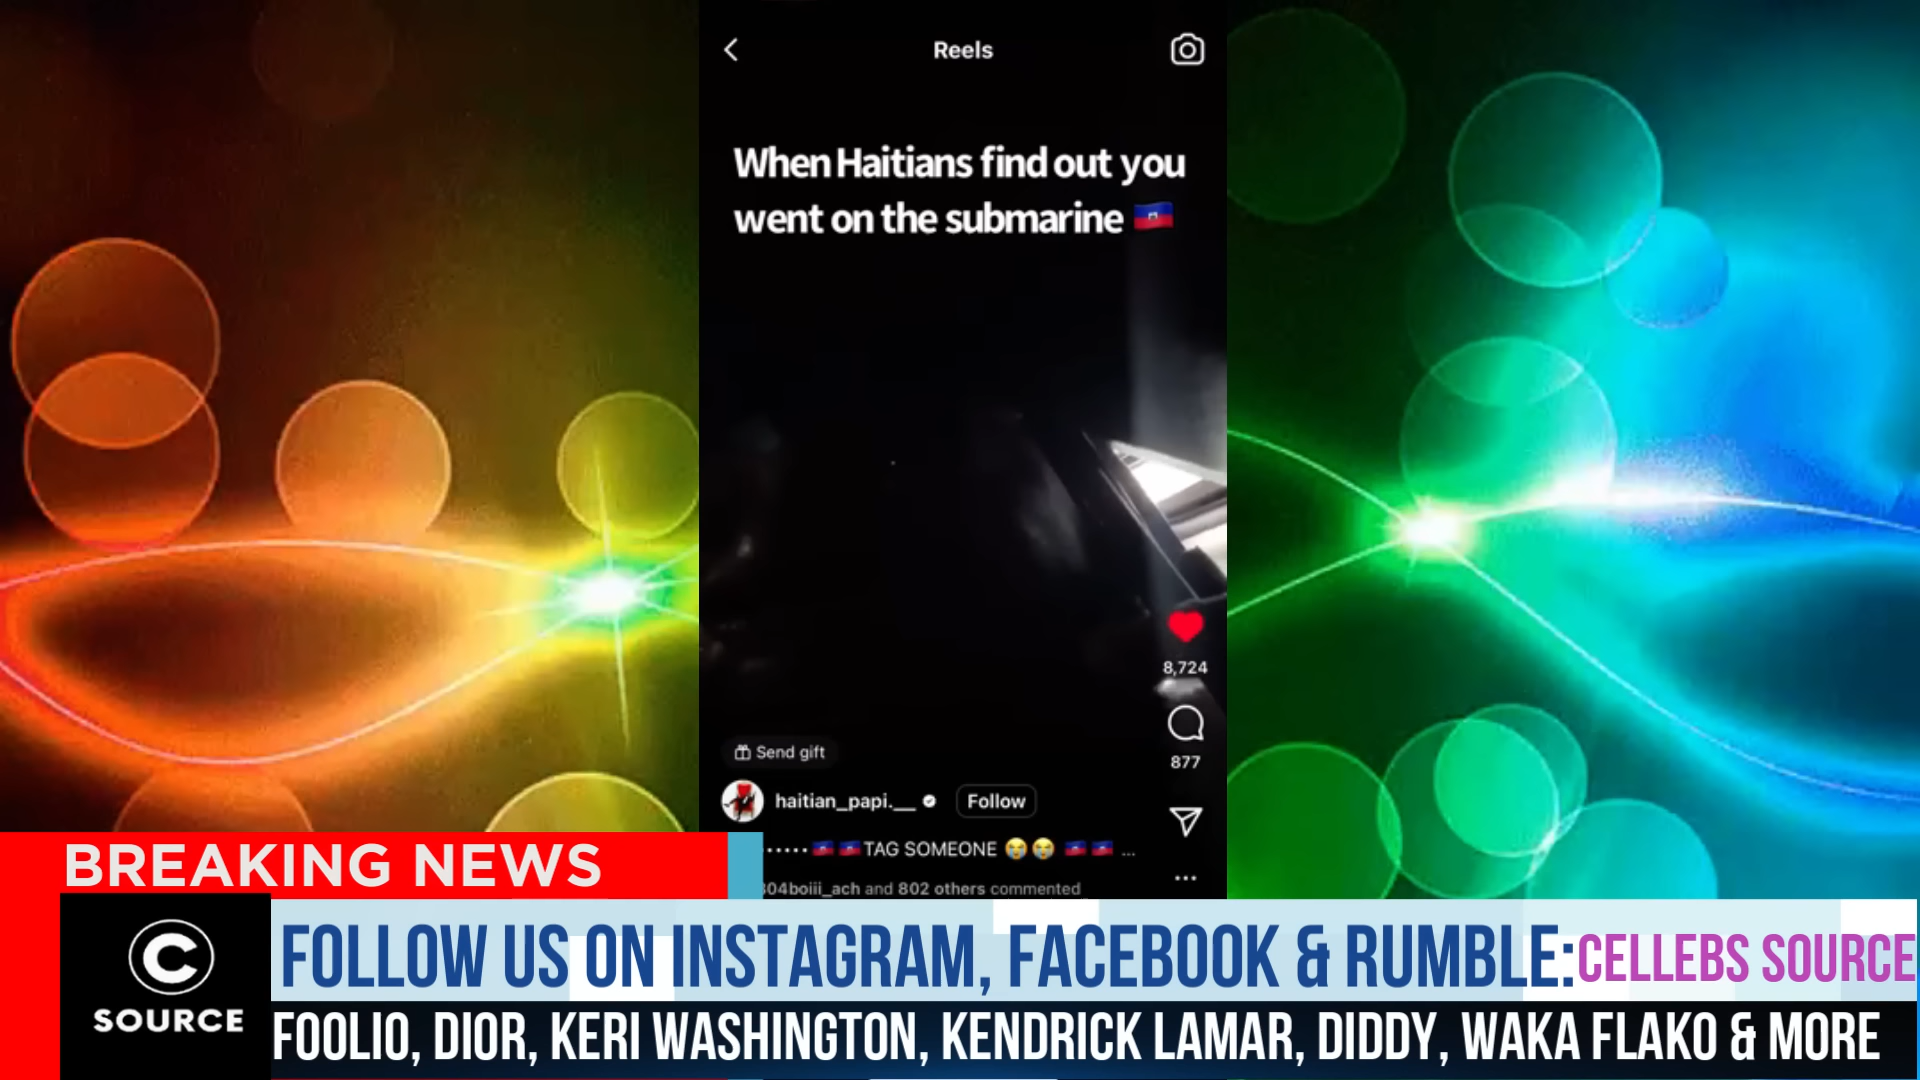 Reels
When Haitians find out you
went on the submarine
8,724
877
Send gift
haitian_papi.__
Follow
......TAG SOMEONE ...
804boiii_ach and 802 others commented
BREAKING NEWS
C
SOURCE
FOLLOW US ON INSTAGRAM, FACEBOOK & RUMBLE:CELLEBS SOURCE
FOOLIO, DIOR, KERI WASHINGTON, KENDRICK LAMAR, DIDDY, WAKA FLAKO & MORE